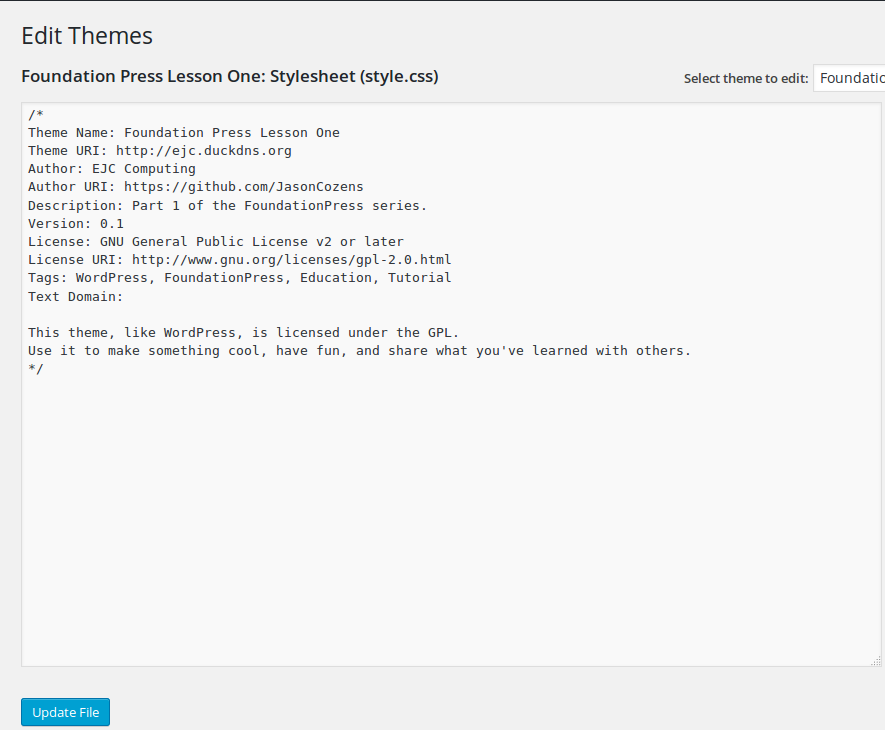 Edit Themes
Foundation Press Lesson One: Stylesheet (style.css)
Select theme to edit:
/*
Theme Name: Foundation Press Lesson One
Theme URI: http://ejc.duckdns.org
Author: EJC Computing
Author URI: https://github.com/JasonCozens
Description: Part 1 of the FoundationPress series.
Version: 0.1
License: GNU General Public License v2 or later
License URI: http://www.gnu.org/licenses/gpl-2.0.html
Tags: WordPress, FoundationPress, Education, Tutorial
Text Domain:

This theme, like WordPress, is licensed under the GPL.
Use it to make something cool, have fun, and share what you've learned with others.
*/
Update File